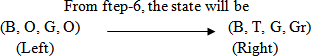 From ftep-6, the state will be
(B, O, G, O) (B, T, G, Gr)
(Left) (Right)